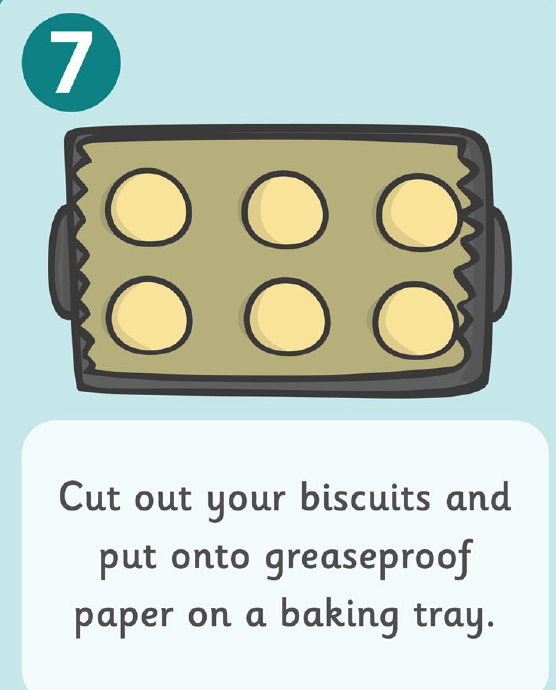 7
Cut out your biscuits and
put onto greaseproof
paper on a baking tray.